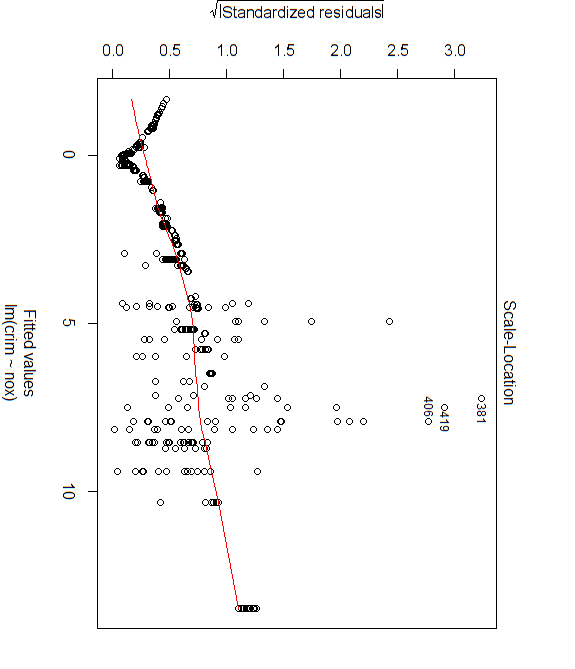 √|Standardized residuals|
0.0 0.5 1.0 1.5 2.0 2.5 3.0
Scale-Location
0
5
10
381
419
406
Fitted values
lm(crim ~ nox)